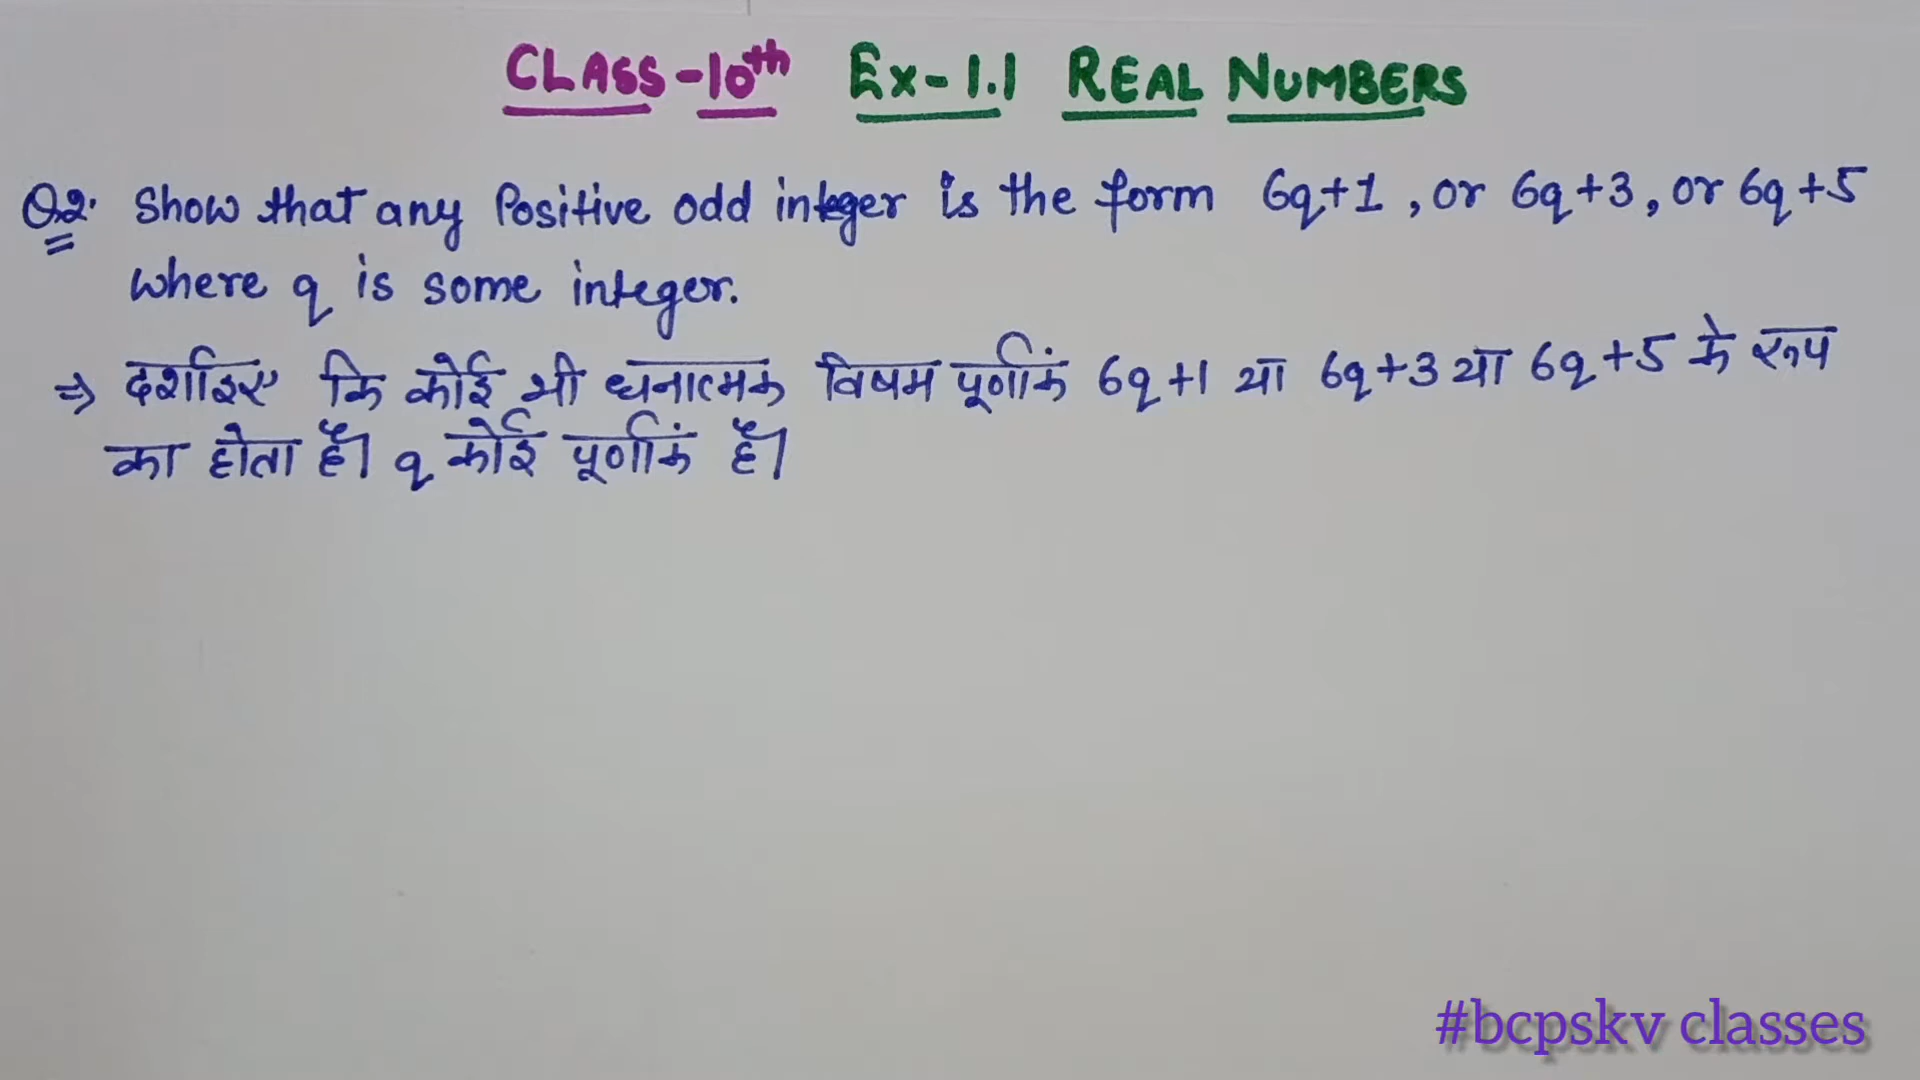 CLASS-10th Ex-1.1 REAL NUMBERS
Q2. Show that any Positive odd integer is the form 6q+1, or 6q+3, or 6q+5
where q is some integer.
⇒ दर्शाइए कि कोई भी धनात्मक विषम पूर्णांक 6q+1 या 6q+3 या 6q+5 के रूप
का होता है। q कोई पूर्णांक है।
#bcpskv classes